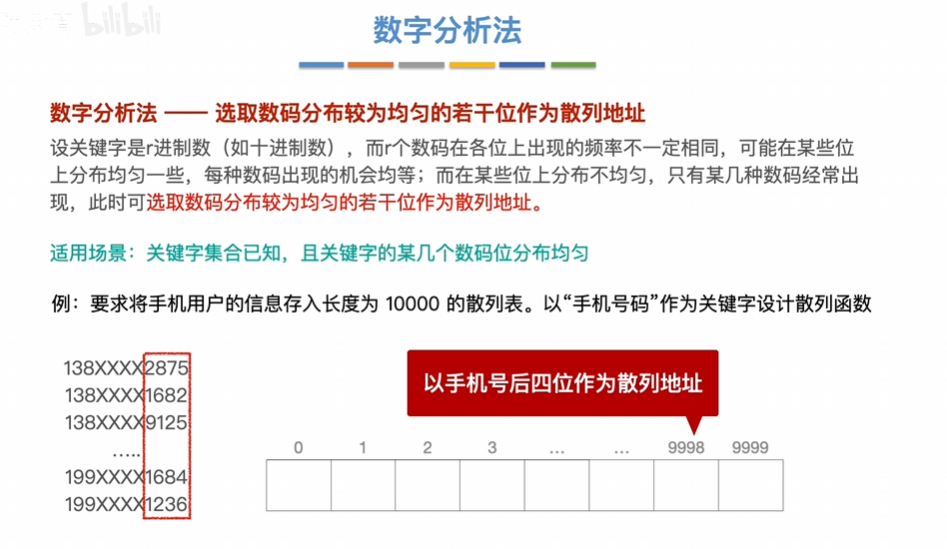 bilibili
数字分析法
数字分析法 —— 选取数码分布较为均匀的若干位作为散列地址
设关键字是r进制数（如十进制数），而r个数码在各位上出现的频率不一定相同，可能在某些位
上分布均匀一些，每种数码出现的机会均等；而在某些位上分布不均匀，只有某几种数码经常出
现，此时可选取数码分布较为均匀的若干位作为散列地址。
适用场景：关键字集合已知，且关键字的某几个数码位分布均匀
例：要求将手机用户的信息存入长度为 10000 的散列表。以“手机号码”作为关键字设计散列函数
138XXXX2875
138XXXX1682
138XXXX9125
…..
199XXXX1684
199XXXX1236
以手机号后四位作为散列地址
0 1 2 3 … … 9998 9999